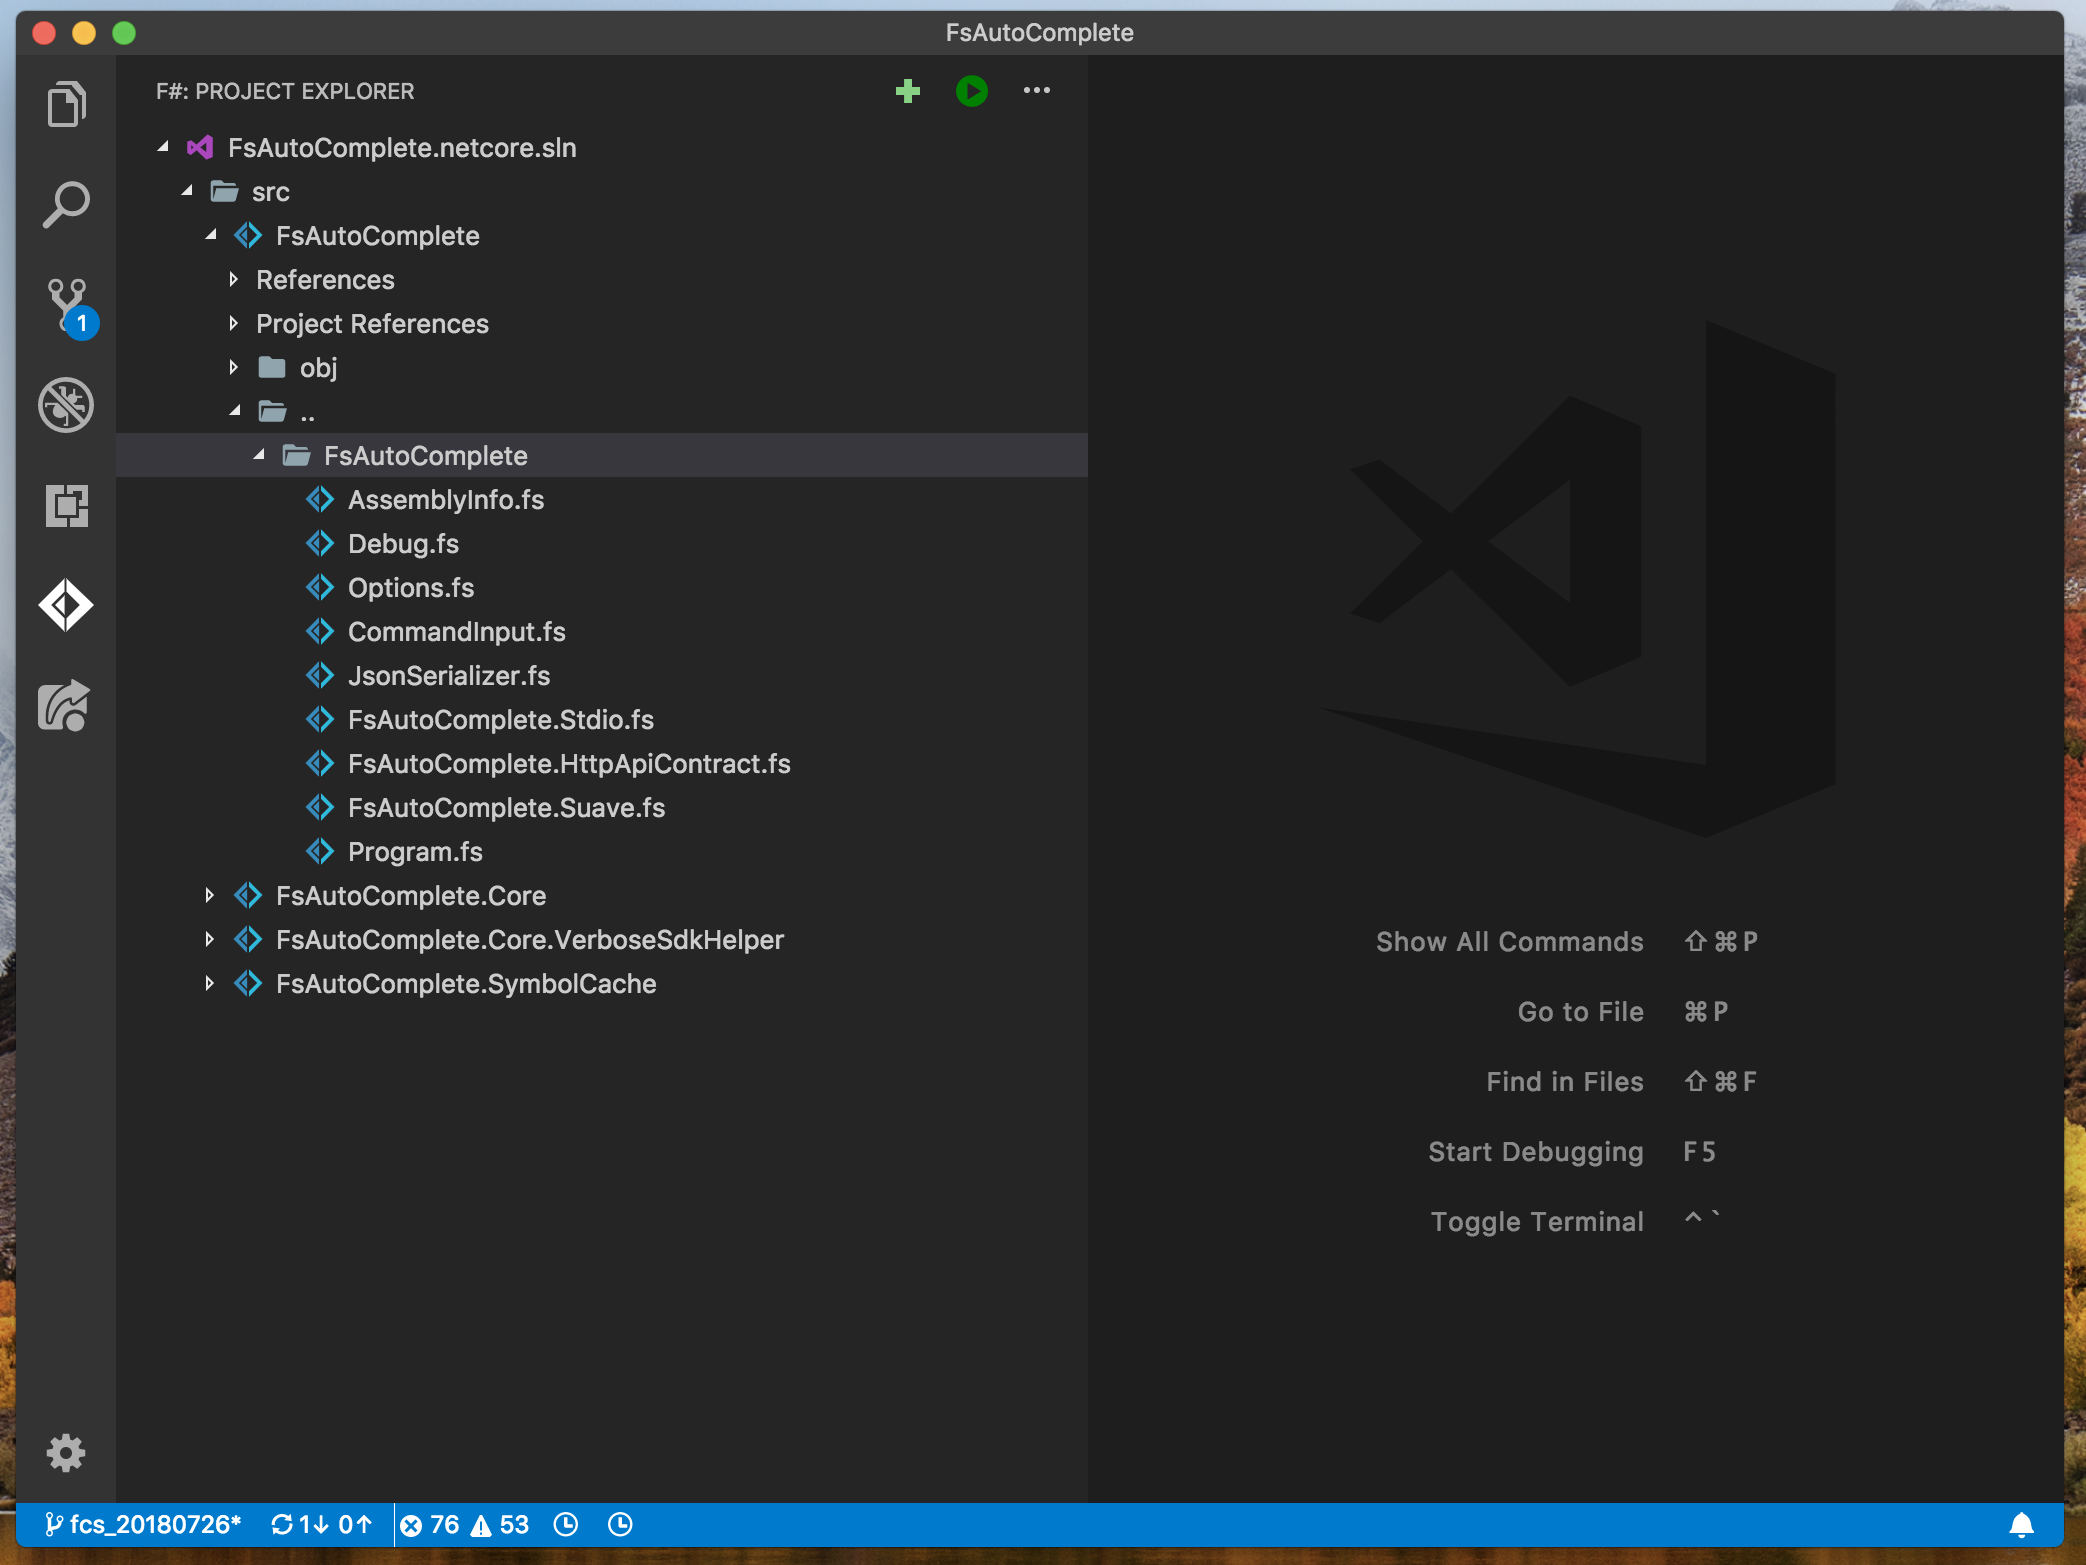 FsAutoComplete
F#: PROJECT EXPLORER
FsAutoComplete.netcore.sln
src
FsAutoComplete
References
Project References
obj
..
FsAutoComplete
AssemblyInfo.fs
Debug.fs
Options.fs
CommandInput.fs
JsonSerializer.fs
FsAutoComplete.Stdio.fs
FsAutoComplete.HttpApiContract.fs
FsAutoComplete.Suave.fs
Program.fs
FsAutoComplete.Core
FsAutoComplete.Core.VerboseSdkHelper
FsAutoComplete.SymbolCache
1
Show All Commands ⇧⌘P
Go to File ⌘P
Find in Files ⇧⌘F
Start Debugging F5
Toggle Terminal ^`
fcs_20180726* 1↓ 0↑ 76 53